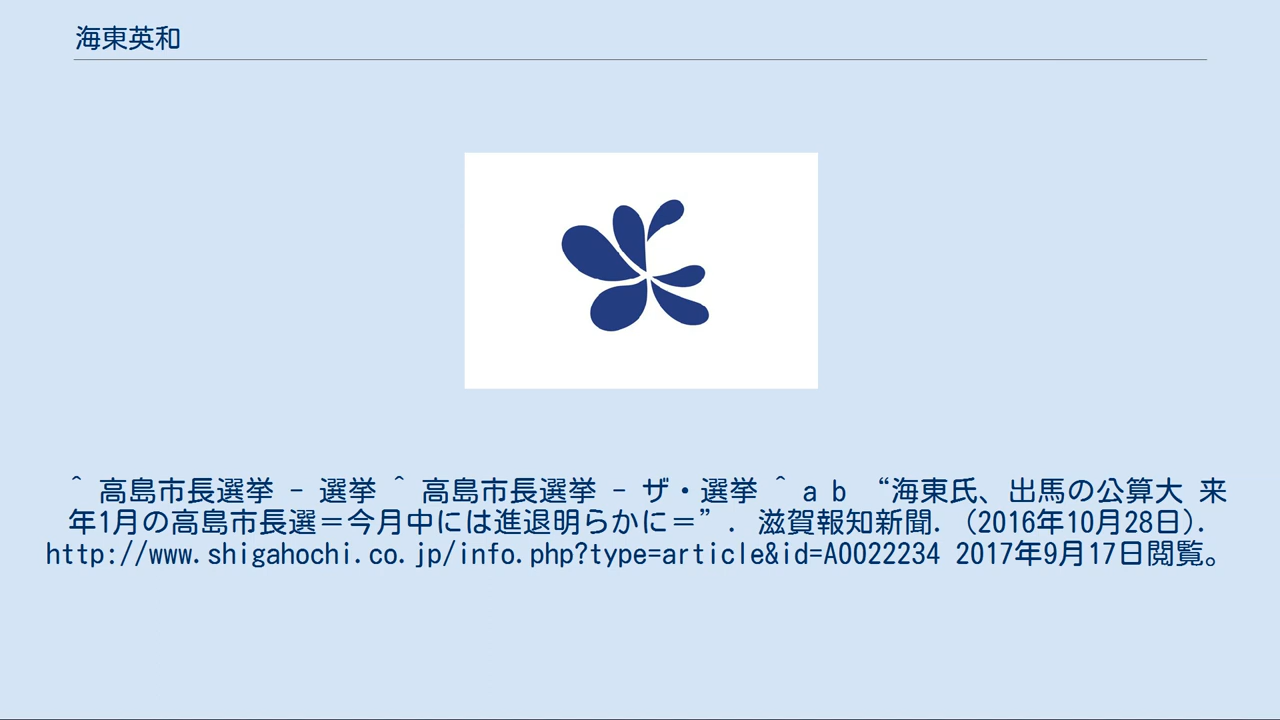 海東英和
^ 高島市長選挙 - 選挙 ^ 高島市長選挙 - ザ・選挙 ^ a b “海東氏、出馬の公算大 来
年1月の高島市長選＝今月中には進退明らかに＝”. 滋賀報知新聞. (2016年10月28日).
http://www.shigahochi.co.jp/info.php?type=article&id=A0022234 2017年9月17日閲覧。